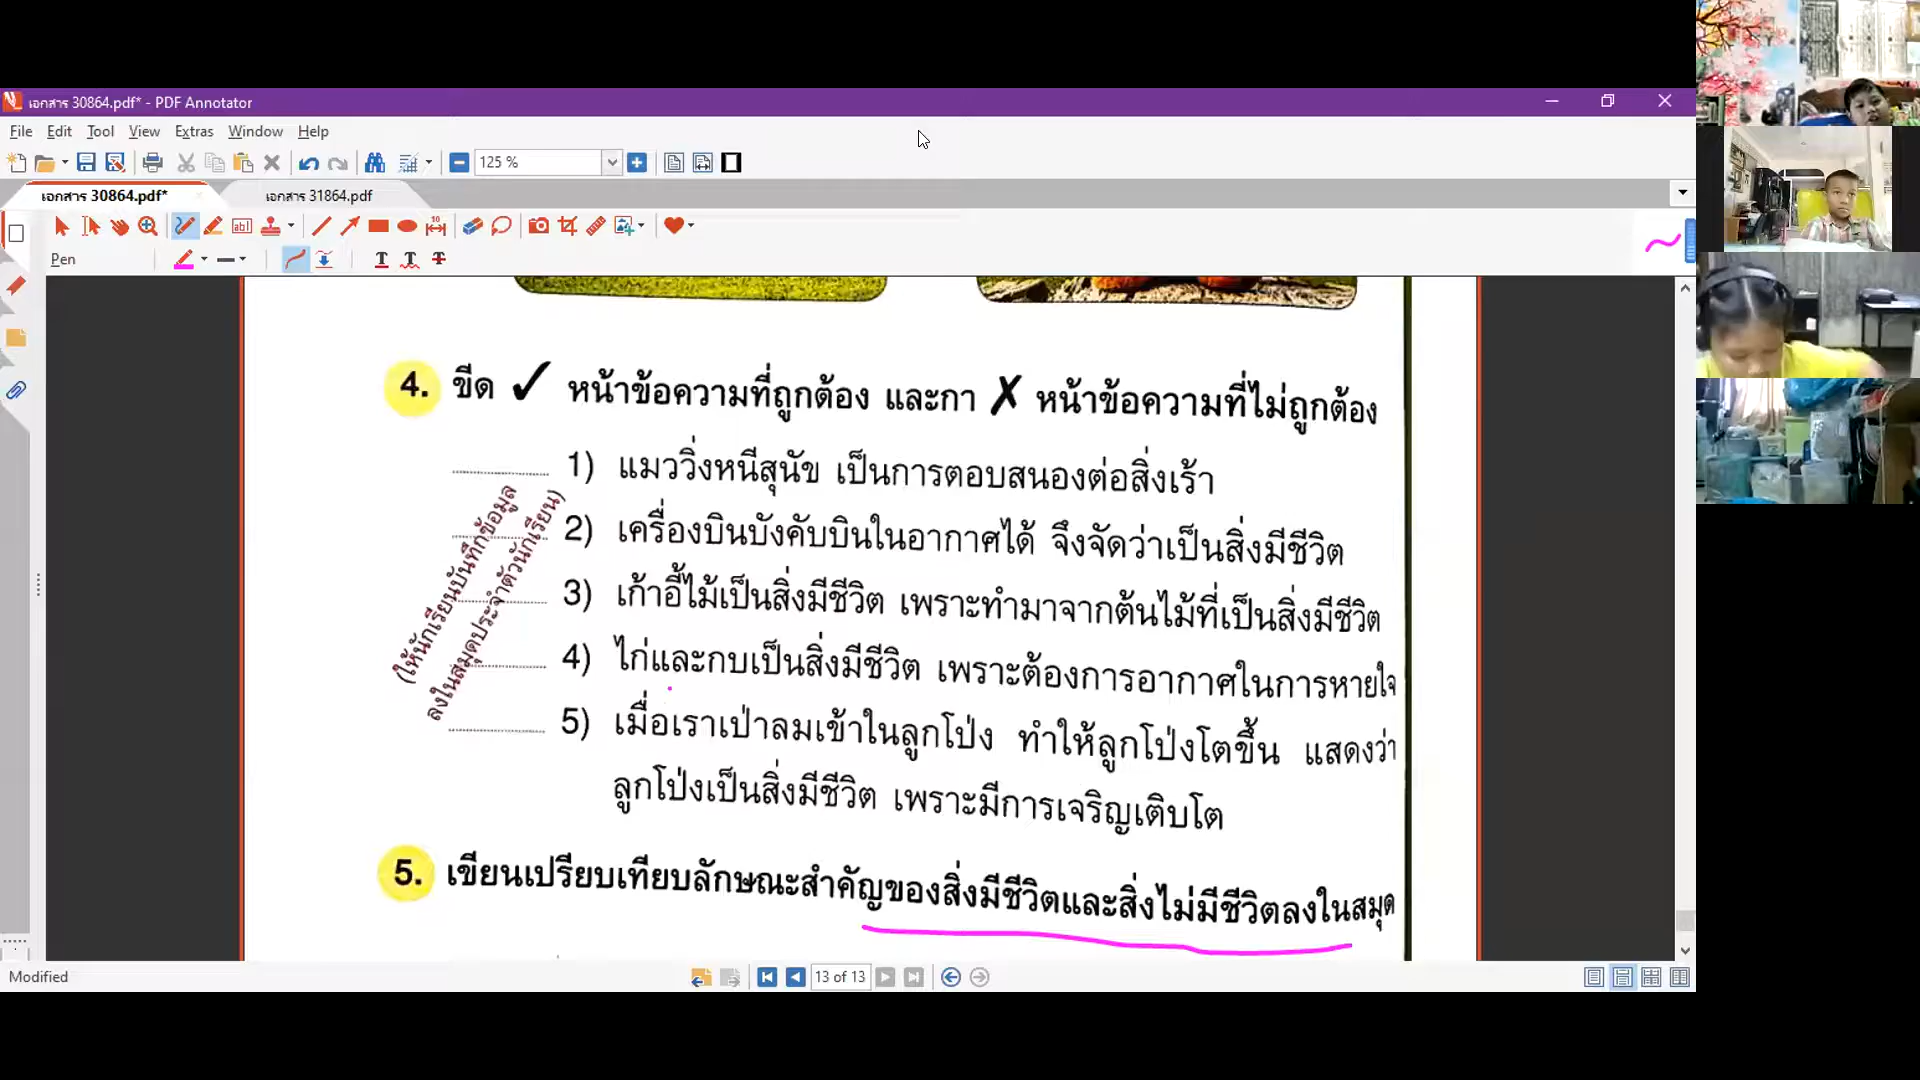 เอกสาร 30864.pdf* - PDF Annotator
File Edit Tool View Extras Window Help
125 %
เอกสาร 30864.pdf* เอกสาร 31864.pdf
Pen
4. ขีด ✓ หน้าข้อความที่ถูกต้อง และกา ✗ หน้าข้อความที่ไม่ถูกต้อง
1) แมววิ่งหนีสุนัข เป็นการตอบสนองต่อสิ่งเร้า
2) เครื่องบินบังคับบินในอากาศได้ จึงจัดว่าเป็นสิ่งมีชีวิต
3) เก้าอี้ไม้เป็นสิ่งมีชีวิต เพราะทำมาจากต้นไม้ที่เป็นสิ่งมีชีวิต
4) ไก่และกบเป็นสิ่งมีชีวิต เพราะต้องการอากาศในการหายใจ
5) เมื่อเราเป่าลมเข้าในลูกโป่ง ทำให้ลูกโป่งโตขึ้น แสดงว่า
ลูกโป่งเป็นสิ่งมีชีวิต เพราะมีการเจริญเติบโต
(ให้นักเรียนบันทึกข้อมูล
ลงในสมุดประจำตัวนักเรียน)
5. เขียนเปรียบเทียบลักษณะสำคัญของสิ่งมีชีวิตและสิ่งไม่มีชีวิตลงในสมุด
Modified
13 of 13